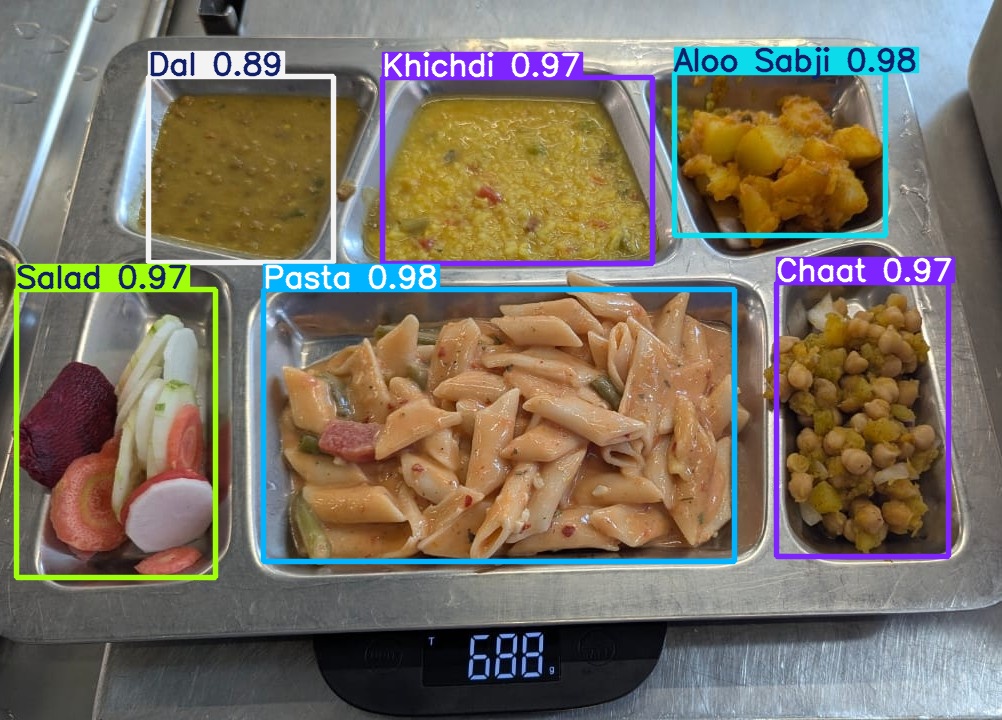 Dal 0.89
Khichdi 0.97
Aloo Sabji 0.98
Salad 0.97
Pasta 0.98
Chaat 0.97
T
688
g